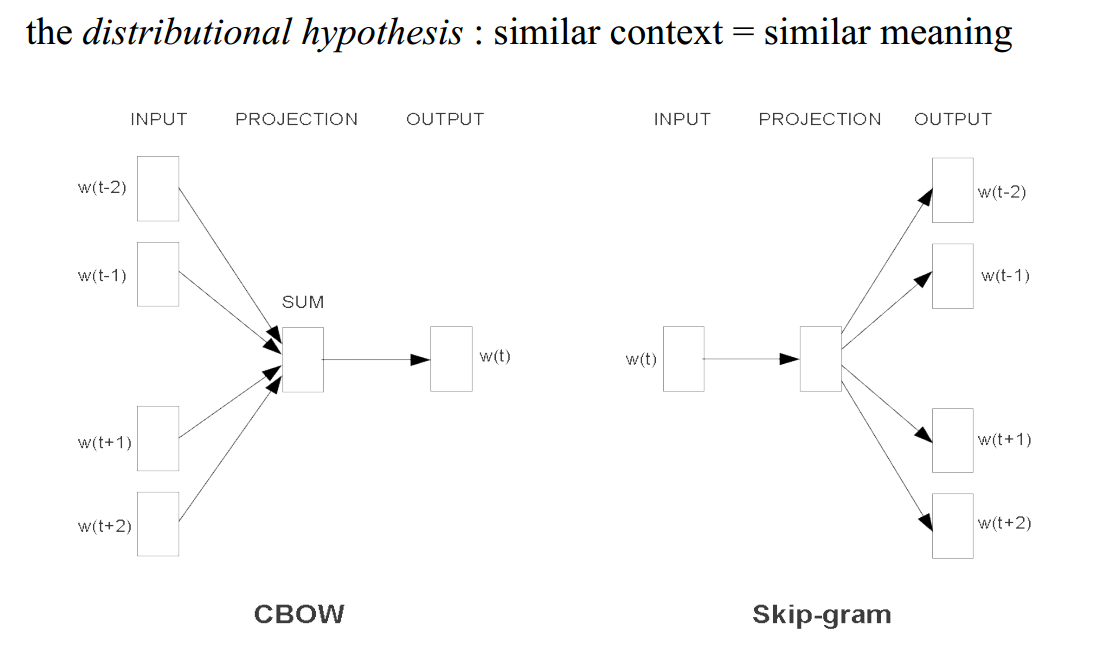 the distributional hypothesis : similar context = similar meaning
INPUT PROJECTION OUTPUT
w(t-2)
w(t-1)
SUM
w(t)
w(t+1)
w(t+2)
CBOW
INPUT PROJECTION OUTPUT
w(t-2)
w(t-1)
w(t)
w(t+1)
w(t+2)
Skip-gram